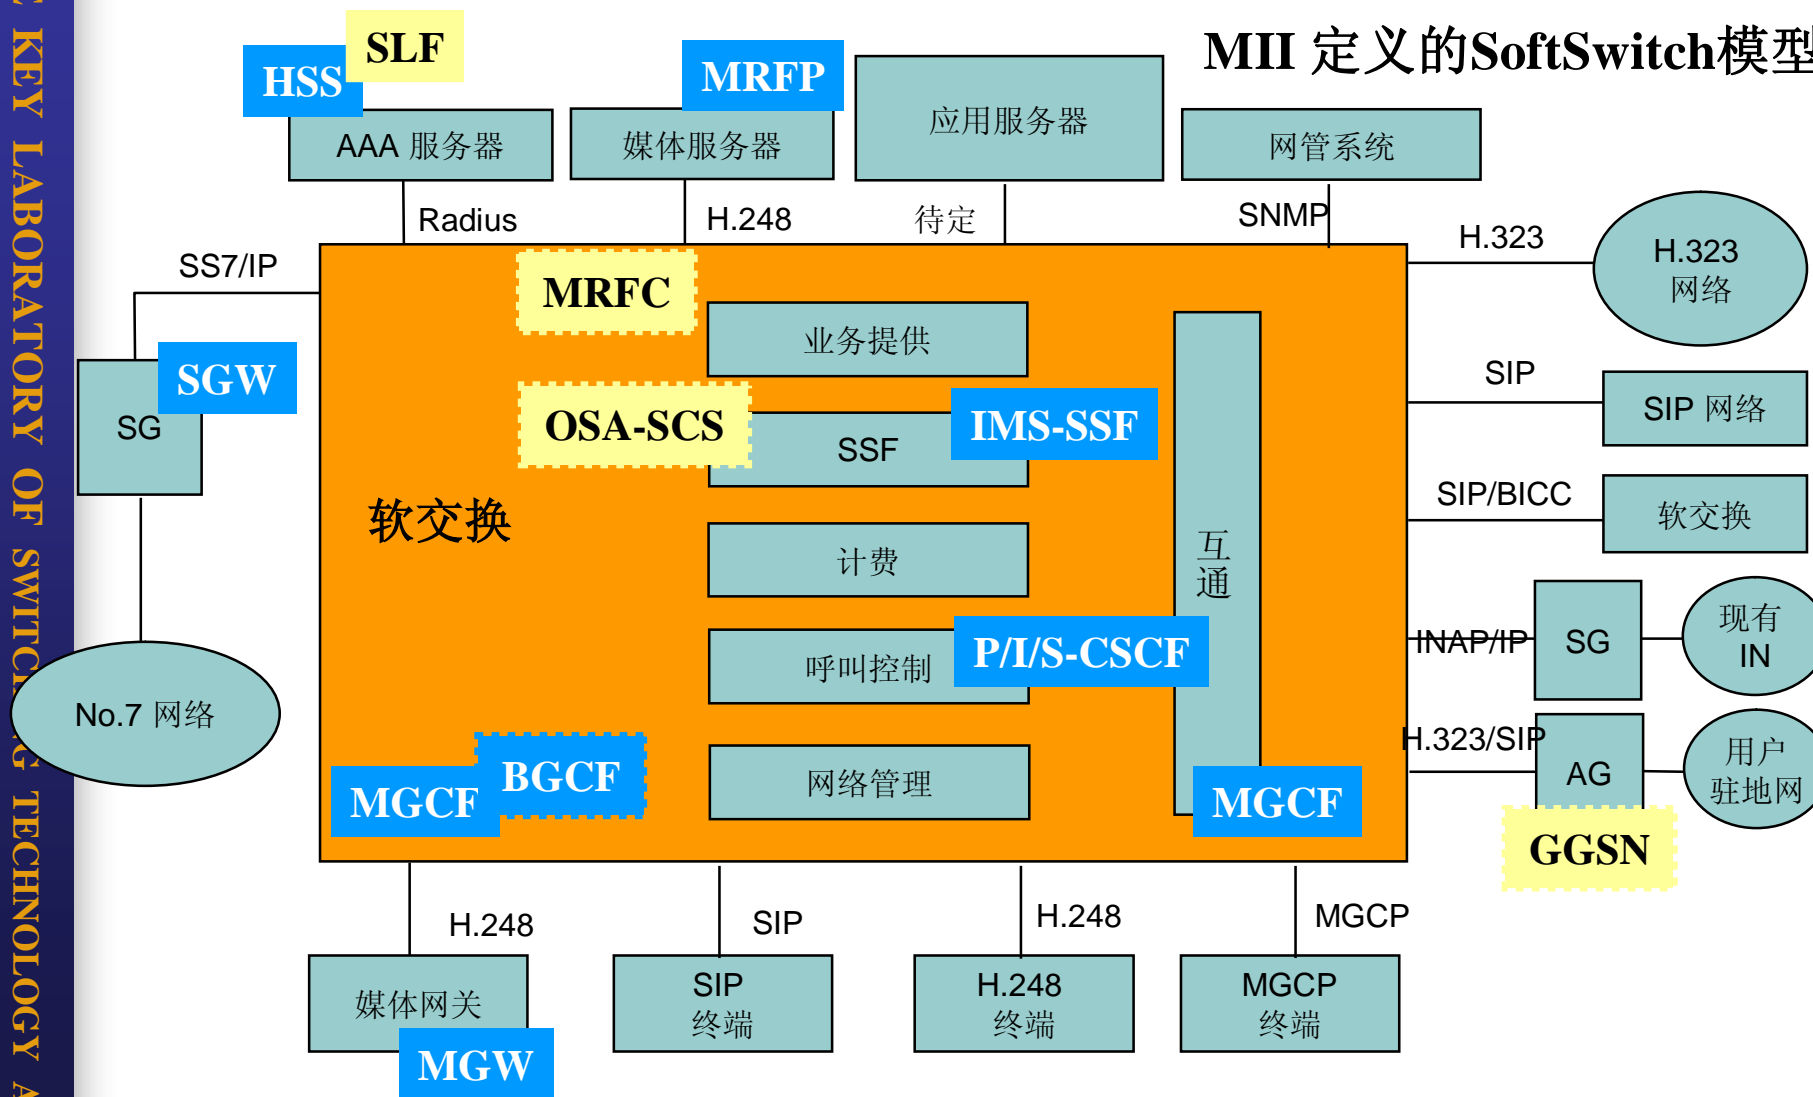 MII 定义的SoftSwitch模型
SLF
HSS
MRFP
AAA 服务器
媒体服务器
应用服务器
网管系统
Radius
H.248
待定
SNMP
H.323
H.323
网络
SS7/IP
MRFC
业务提供
SGW
SG
SIP
SIP 网络
OSA-SCS
SSF
IMS-SSF
软交换
SIP/BICC
软交换
计费
互
通
INAP/IP
SG
现有
IN
呼叫控制
P/I/S-CSCF
No.7 网络
H.323/SIP
AG
用户
驻地网
MGCF
BGCF
网络管理
MGCF
GGSN
H.248
SIP
H.248
MGCP
媒体网关
MGW
SIP
终端
H.248
终端
MGCP
终端
KEY LABORATORY OF SWITCHING TECHNOLOGY